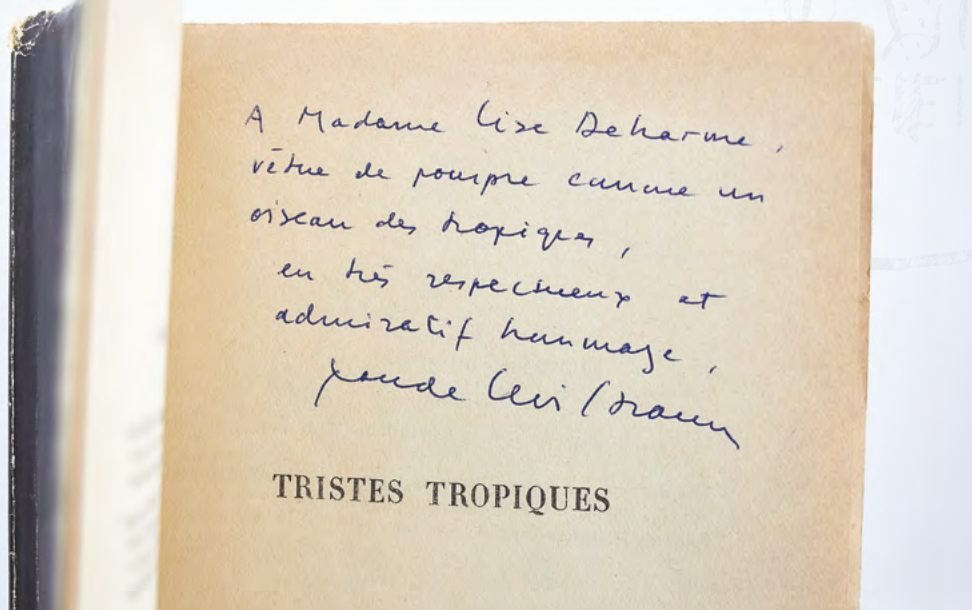 A Madame Lise Deharme,
vêtue de pourpre comme un
oiseau des tropiques,
en très respectueux et
admiratif hommage,
Claude Lévi Strauss
TRISTES TROPIQUES